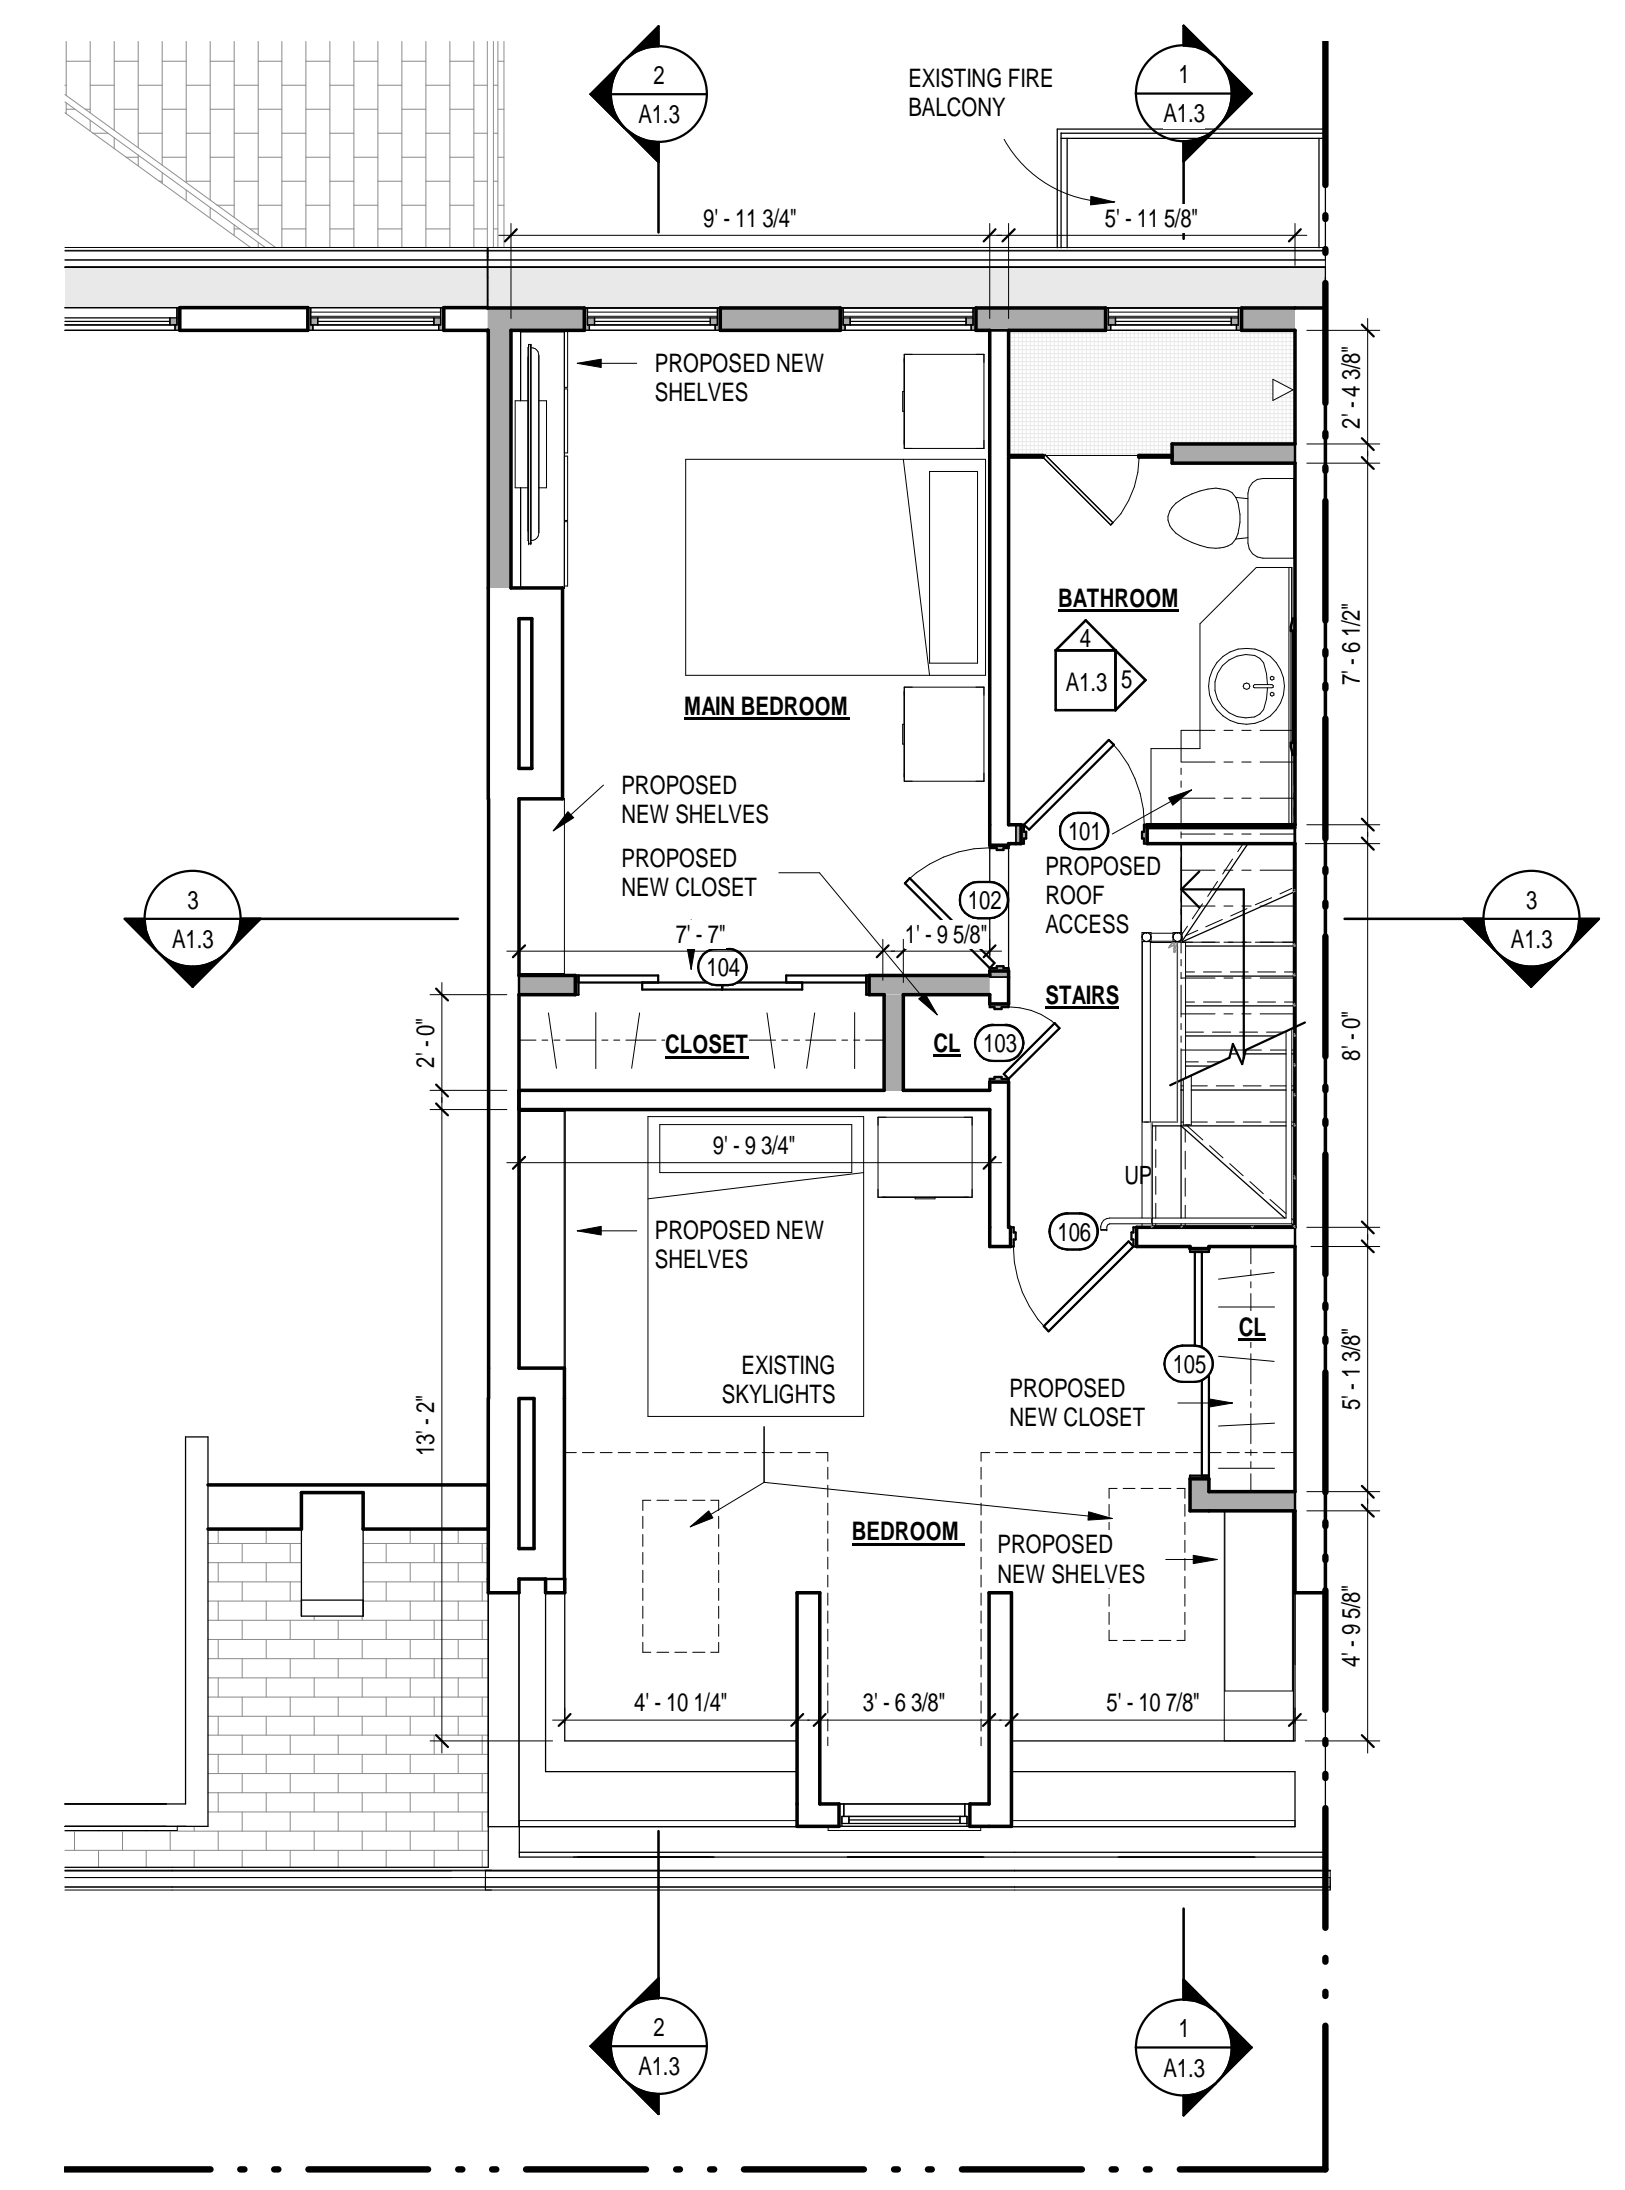 2
A1.3
EXISTING FIRE
BALCONY
1
A1.3
9' - 11 3/4"
5' - 11 5/8"
PROPOSED NEW
SHELVES
2' - 4 3/8"
BATHROOM
4
A1.3
5
7' - 6 1/2"
MAIN BEDROOM
PROPOSED
NEW SHELVES
101
PROPOSED
NEW CLOSET
PROPOSED
ROOF
ACCESS
102
3
A1.3
3
A1.3
7' - 7"
1' - 9 5/8"
104
STAIRS
2' - 0"
CLOSET
CL
103
8' - 0"
9' - 9 3/4"
UP
PROPOSED NEW
SHELVES
106
CL
105
EXISTING
SKYLIGHTS
PROPOSED
NEW CLOSET
5' - 1 3/8"
13' - 2"
BEDROOM
PROPOSED
NEW SHELVES
4' - 9 5/8"
4' - 10 1/4"
3' - 6 3/8"
5' - 10 7/8"
2
A1.3
1
A1.3